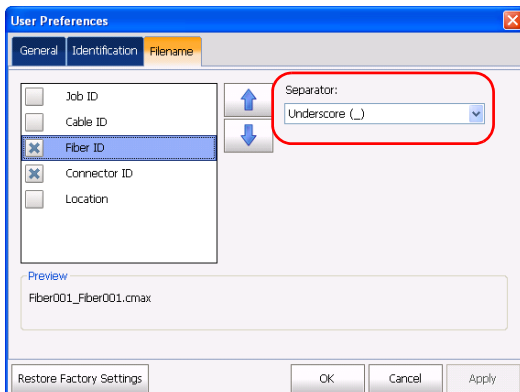 User Preferences
General Identification Filename
Job ID
Cable ID
Fiber ID
Connector ID
Location
Separator:
Underscore (_)
Preview
Fiber001_Fiber001.cmax
Restore Factory Settings OK Cancel Apply